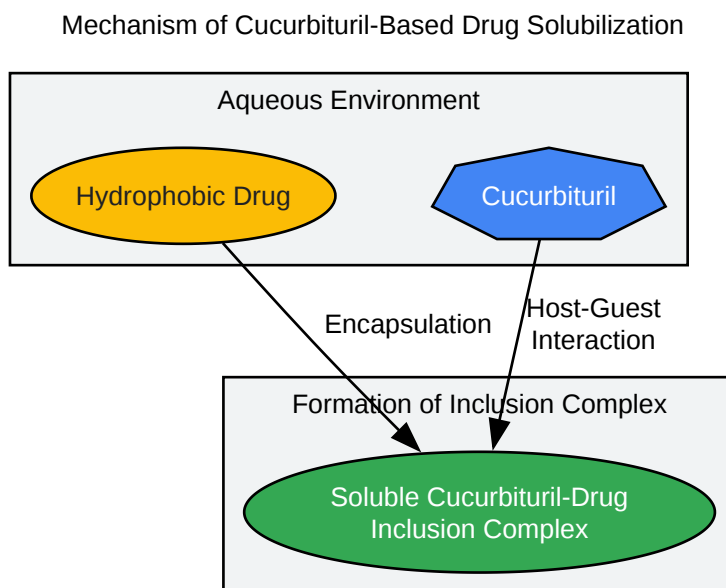 Mechanism of Cucurbituril-Based Drug Solubilization
Aqueous Environment
Hydrophobic Drug
Cucurbituril
Encapsulation
Host-Guest
Interaction
Formation of Inclusion Complex
Soluble Cucurbituril-Drug
Inclusion Complex